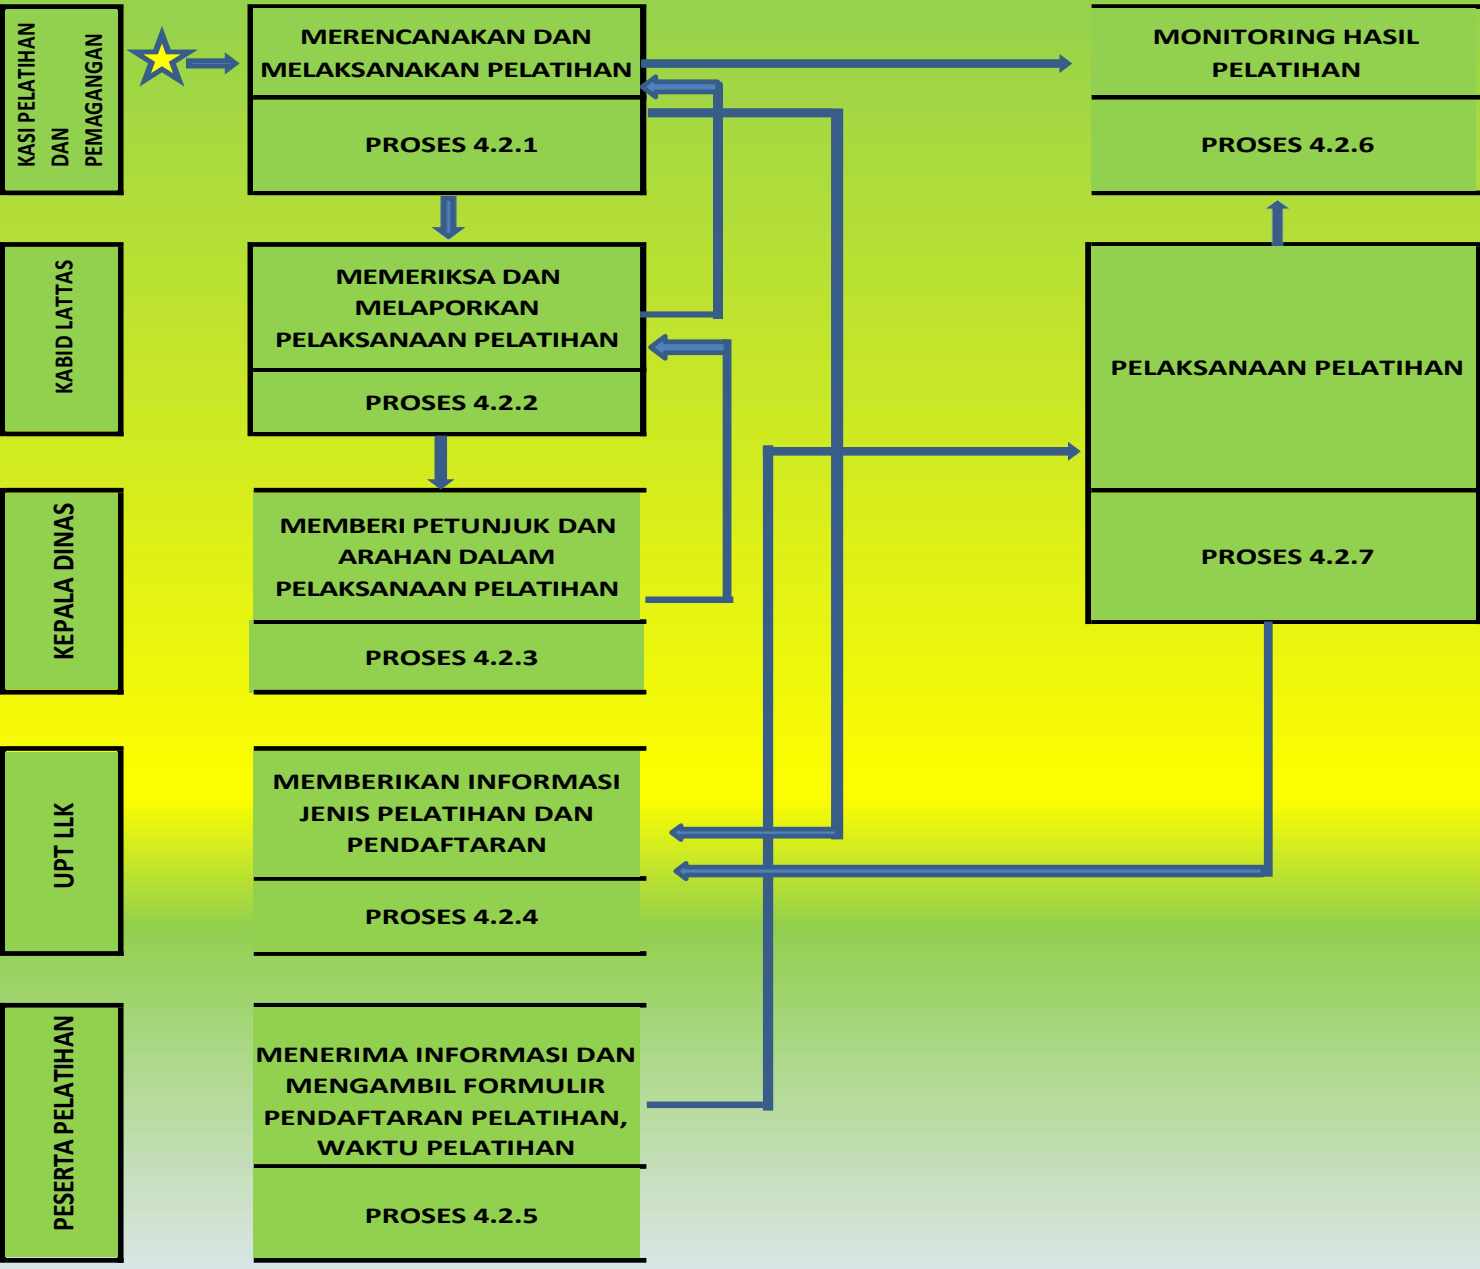 KASI PELATIHAN
DAN
PEMAGANGAN
MERENCANAKAN DAN
MELAKSANAKAN PELATIHAN
PROSES 4.2.1
MONITORING HASIL
PELATIHAN
PROSES 4.2.6
KABID LATTAS
MEMERIKSA DAN
MELAPORKAN
PELAKSANAAN PELATIHAN
PROSES 4.2.2
PELAKSANAAN PELATIHAN
PROSES 4.2.7
KEPALA DINAS
MEMBERI PETUNJUK DAN
ARAHAN DALAM
PELAKSANAAN PELATIHAN
PROSES 4.2.3
UPT LLK
MEMBERIKAN INFORMASI
JENIS PELATIHAN DAN
PENDAFTARAN
PROSES 4.2.4
PESERTA PELATIHAN
MENERIMA INFORMASI DAN
MENGAMBIL FORMULIR
PENDAFTARAN PELATIHAN,
WAKTU PELATIHAN
PROSES 4.2.5